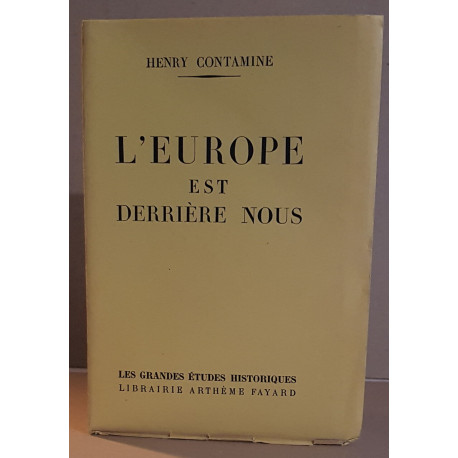 HENRY CONTAMINE
L'EUROPE
EST
DERRIÈRE NOUS
LES GRANDES ÉTUDES HISTORIQUES
LIBRAIRIE ARTHÈME FAYARD